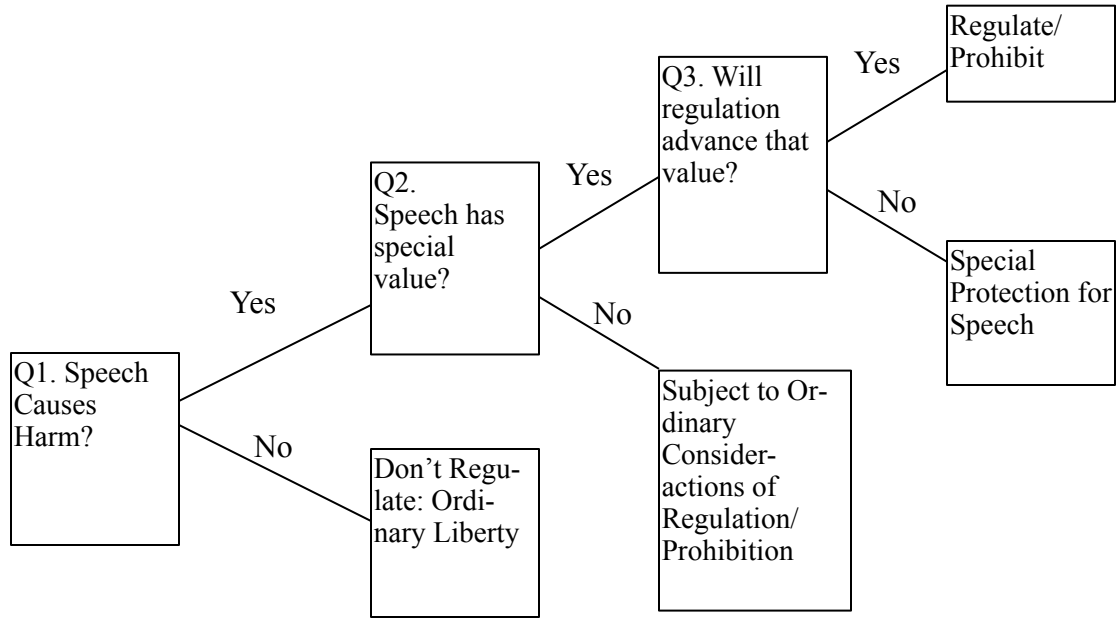 Q1. Speech
Causes
Harm?
Yes
No
Q2.
Speech has
special
value?
Don’t Regu-
late: Ordi-
nary Liberty
Yes
No
Q3. Will
regulation
advance that
value?
Subject to Or-
dinary
Consider-
actions of
Regulation/
Prohibition
Yes
No
Regulate/
Prohibit
Special
Protection for
Speech